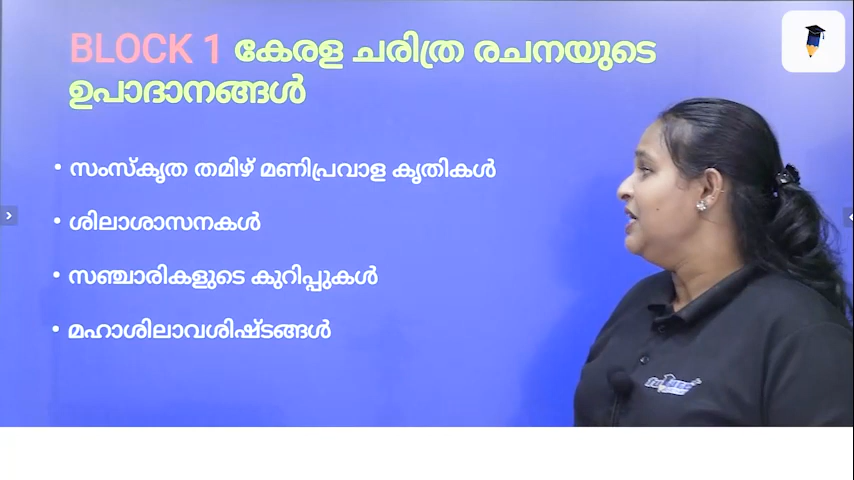 BLOCK 1 കേരള ചരിത്ര രചനയുടെ
ഉപാദാനങ്ങൾ
• സംസ്കൃത തമിഴ് മണിപ്രവാള കൃതികൾ
• ശിലാശാസനകൾ
• സഞ്ചാരികളുടെ കുറിപ്പുകൾ
• മഹാശിലാവശിഷ്ടങ്ങൾ